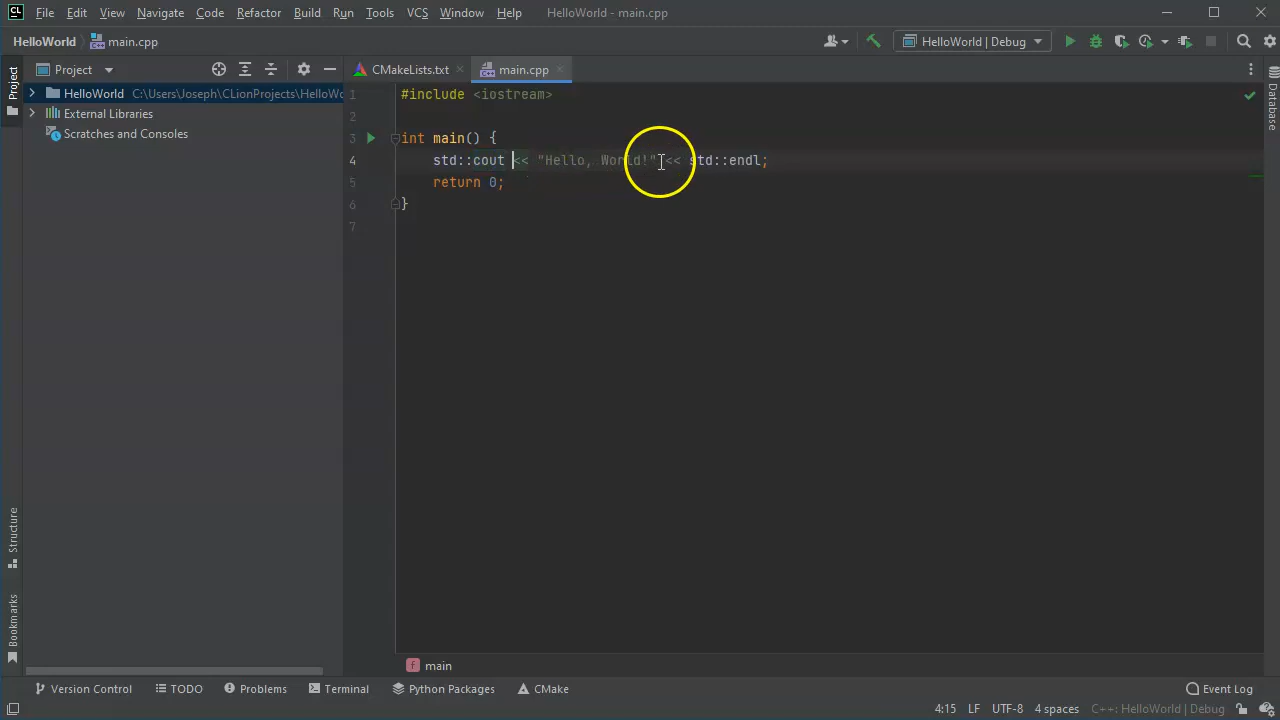 CL File Edit View Navigate Code Refactor Build Run Tools VCS Window Help HelloWorld - main.cpp
HelloWorld main.cpp HelloWorld | Debug
Project CMakeLists.txt main.cpp
HelloWorld C:\Users\Joseph\CLionProjects\HelloWo
External Libraries
Scratches and Consoles
Project
Structure
Bookmarks
1 #include <iostream>
2
3 int main() {
4 std::cout << "Hello, World!" << std::endl;
5 return 0;
6 }
7
Database
f main
Version Control TODO Problems Terminal Python Packages CMake Event Log
4:15 LF UTF-8 4 spaces C++: HelloWorld | Debug